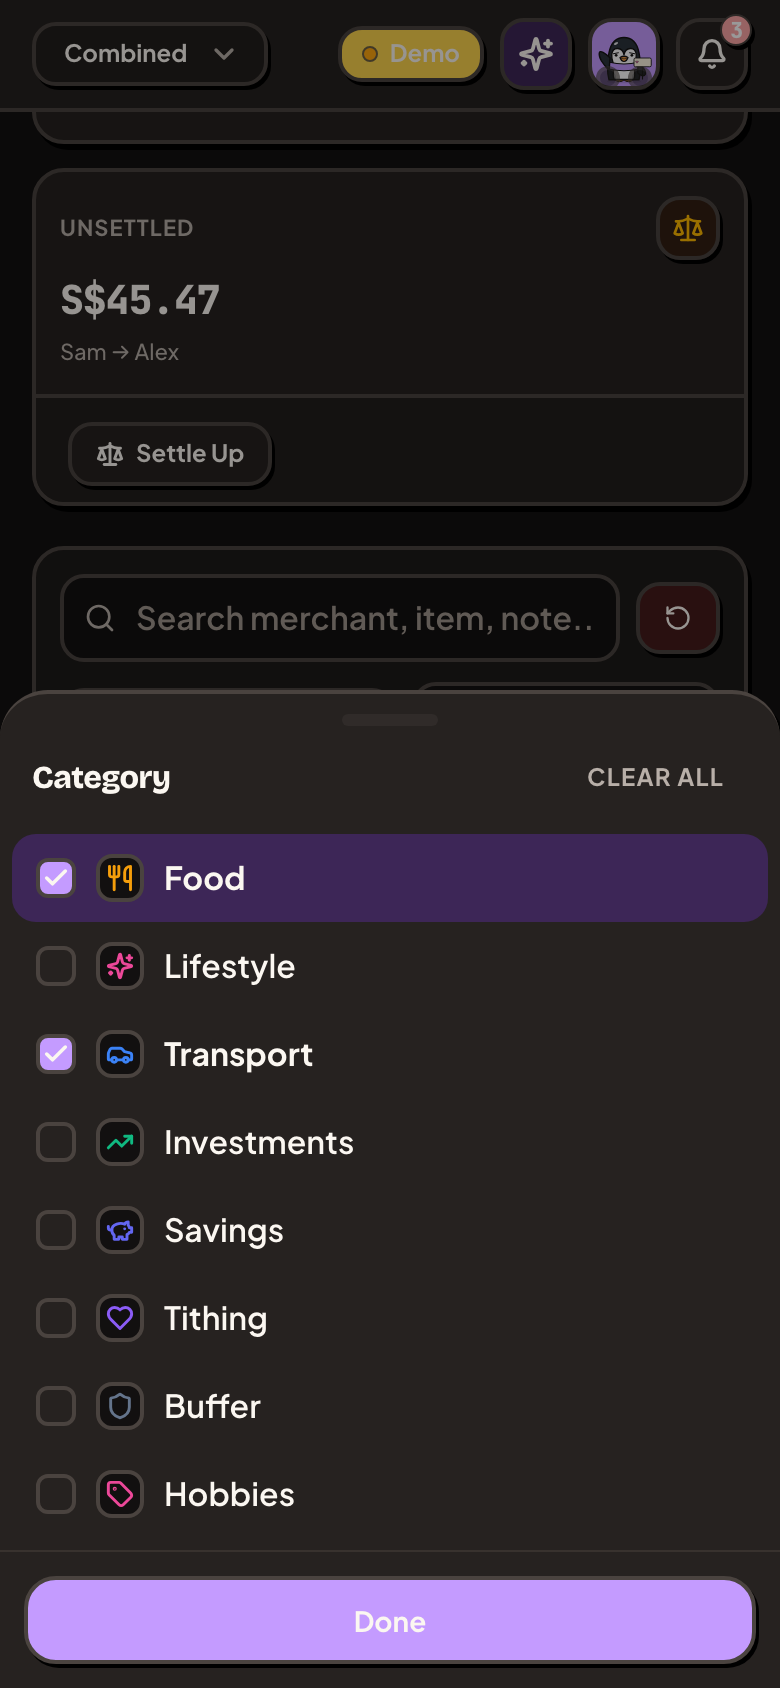 Combined
Demo
3
UNSETTLED
S$45.47
Sam → Alex
Settle Up
Search merchant, item, note..
Category
CLEAR ALL
Food
Lifestyle
Transport
Investments
Savings
Tithing
Buffer
Hobbies
Done